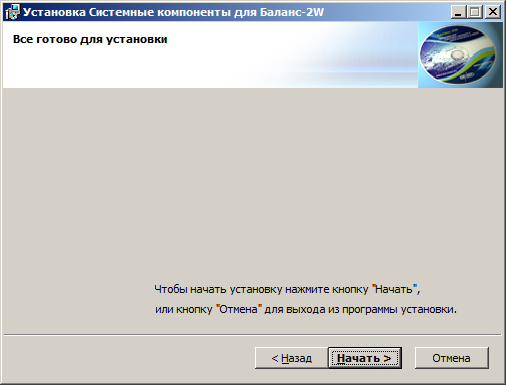 Установка Системные компоненты для Баланс-2W
Все готово для установки
Чтобы начать установку нажмите кнопку "Начать",
или кнопку "Отмена" для выхода из программы установки.
< Назад
Начать >
Отмена